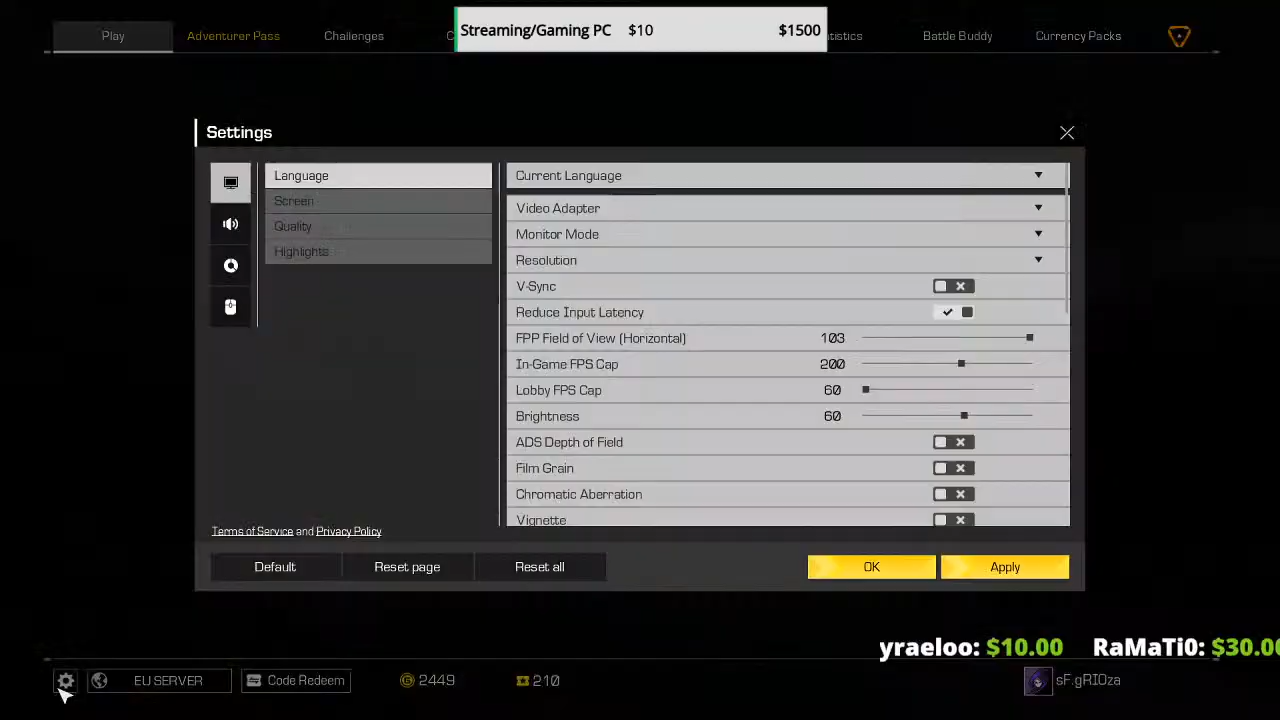 Streaming/Gaming PC $10 $1500
Play Adventurer Pass Challenges Battle Buddy Currency Packs
Settings
Language
Screen
Quality
Highlights
Current Language
Video Adapter
Monitor Mode
Resolution
V-Sync
Reduce Input Latency
FPP Field of View (Horizontal) 103
In-Game FPS Cap 200
Lobby FPS Cap 60
Brightness 60
ADS Depth of Field
Film Grain
Chromatic Aberration
Vignette
Terms of Service and Privacy Policy
Default Reset page Reset all OK Apply
yraeloo: $10.00 RaMaTi0: $30.00
EU SERVER Code Redeem 2449 210 sF.gRIOza